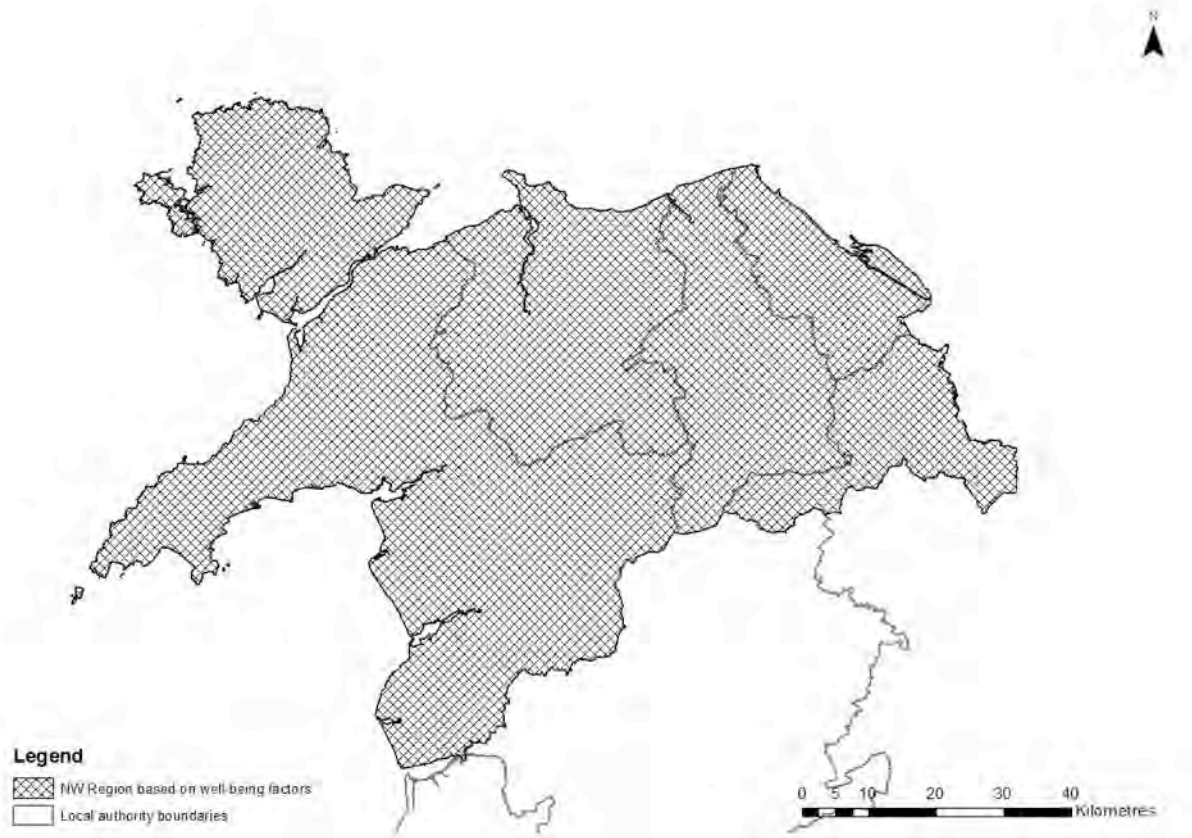 N
Legend
NW Region based on well-being factors
Local authority boundaries
0 5 10 20 30 40
Kilometres